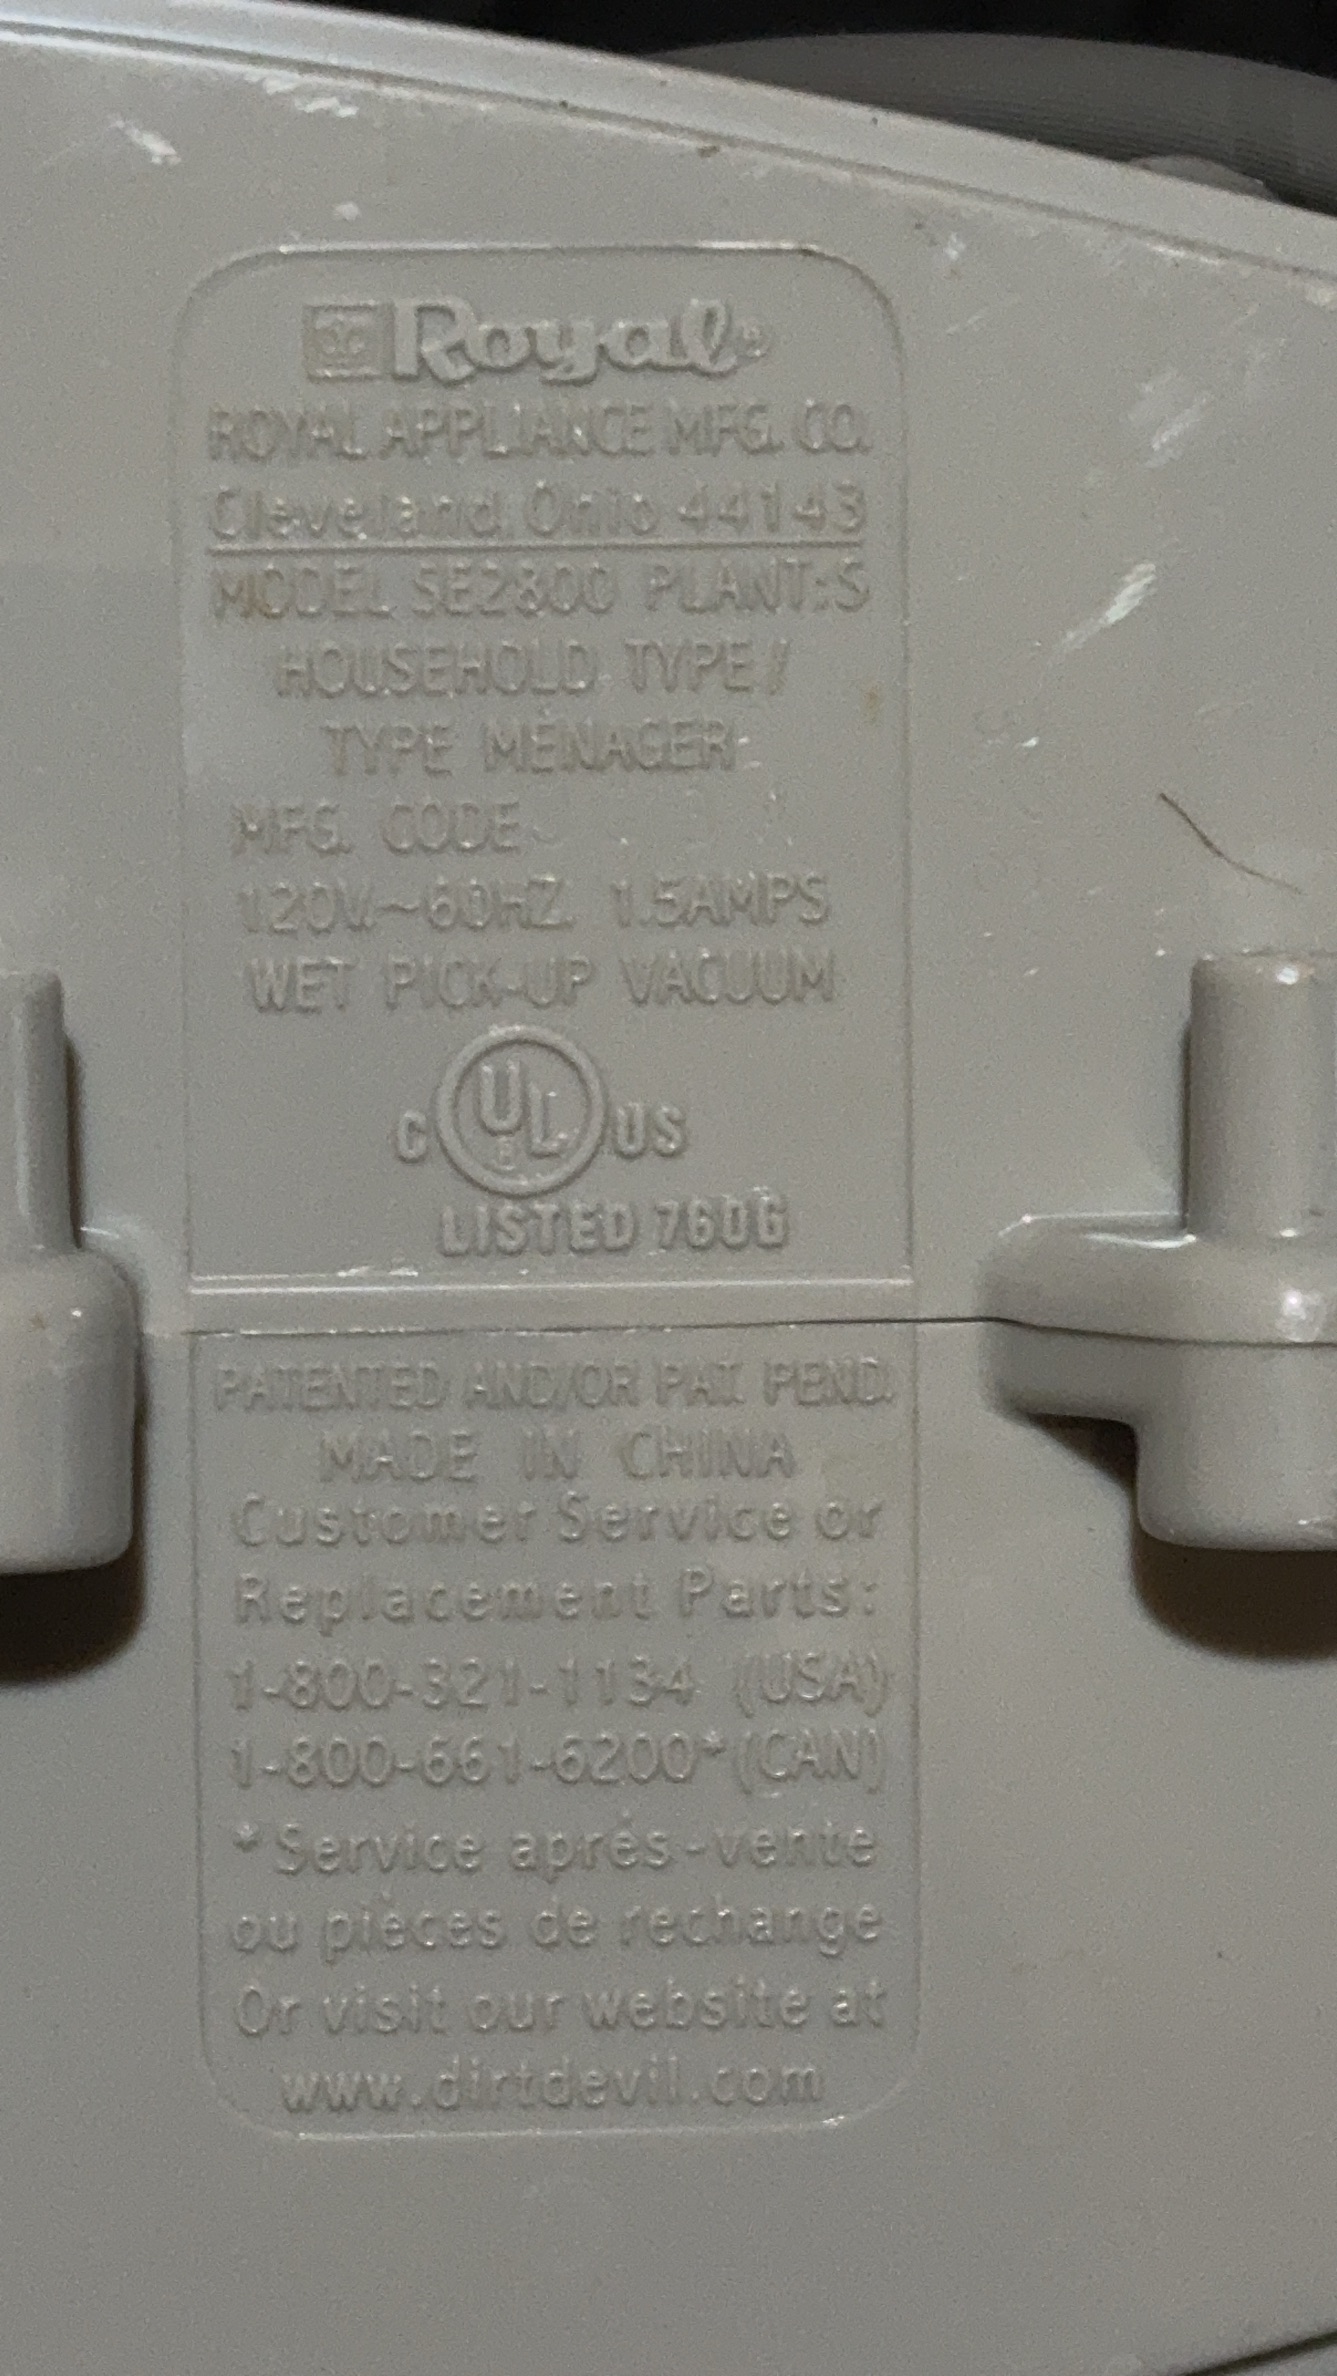 Royal®
ROYAL APPLIANCE MFG. CO.
Cleveland, Ohio 44143
MODEL SE2800 PLANT:S
HOUSEHOLD TYPE /
TYPE MÉNAGER
MFG. CODE
120V.~60HZ. 1.5AMPS
WET PICK-UP VACUUM
C UL® US
LISTED 760G
PATENTED AND/OR PAT. PEND.
MADE IN CHINA
Customer Service or
Replacement Parts:
1-800-321-1134 (USA)
1-800-661-6200* (CAN)
* Service aprés-vente
ou pièces de rechange
Or visit our website at
www.dirtdevil.com